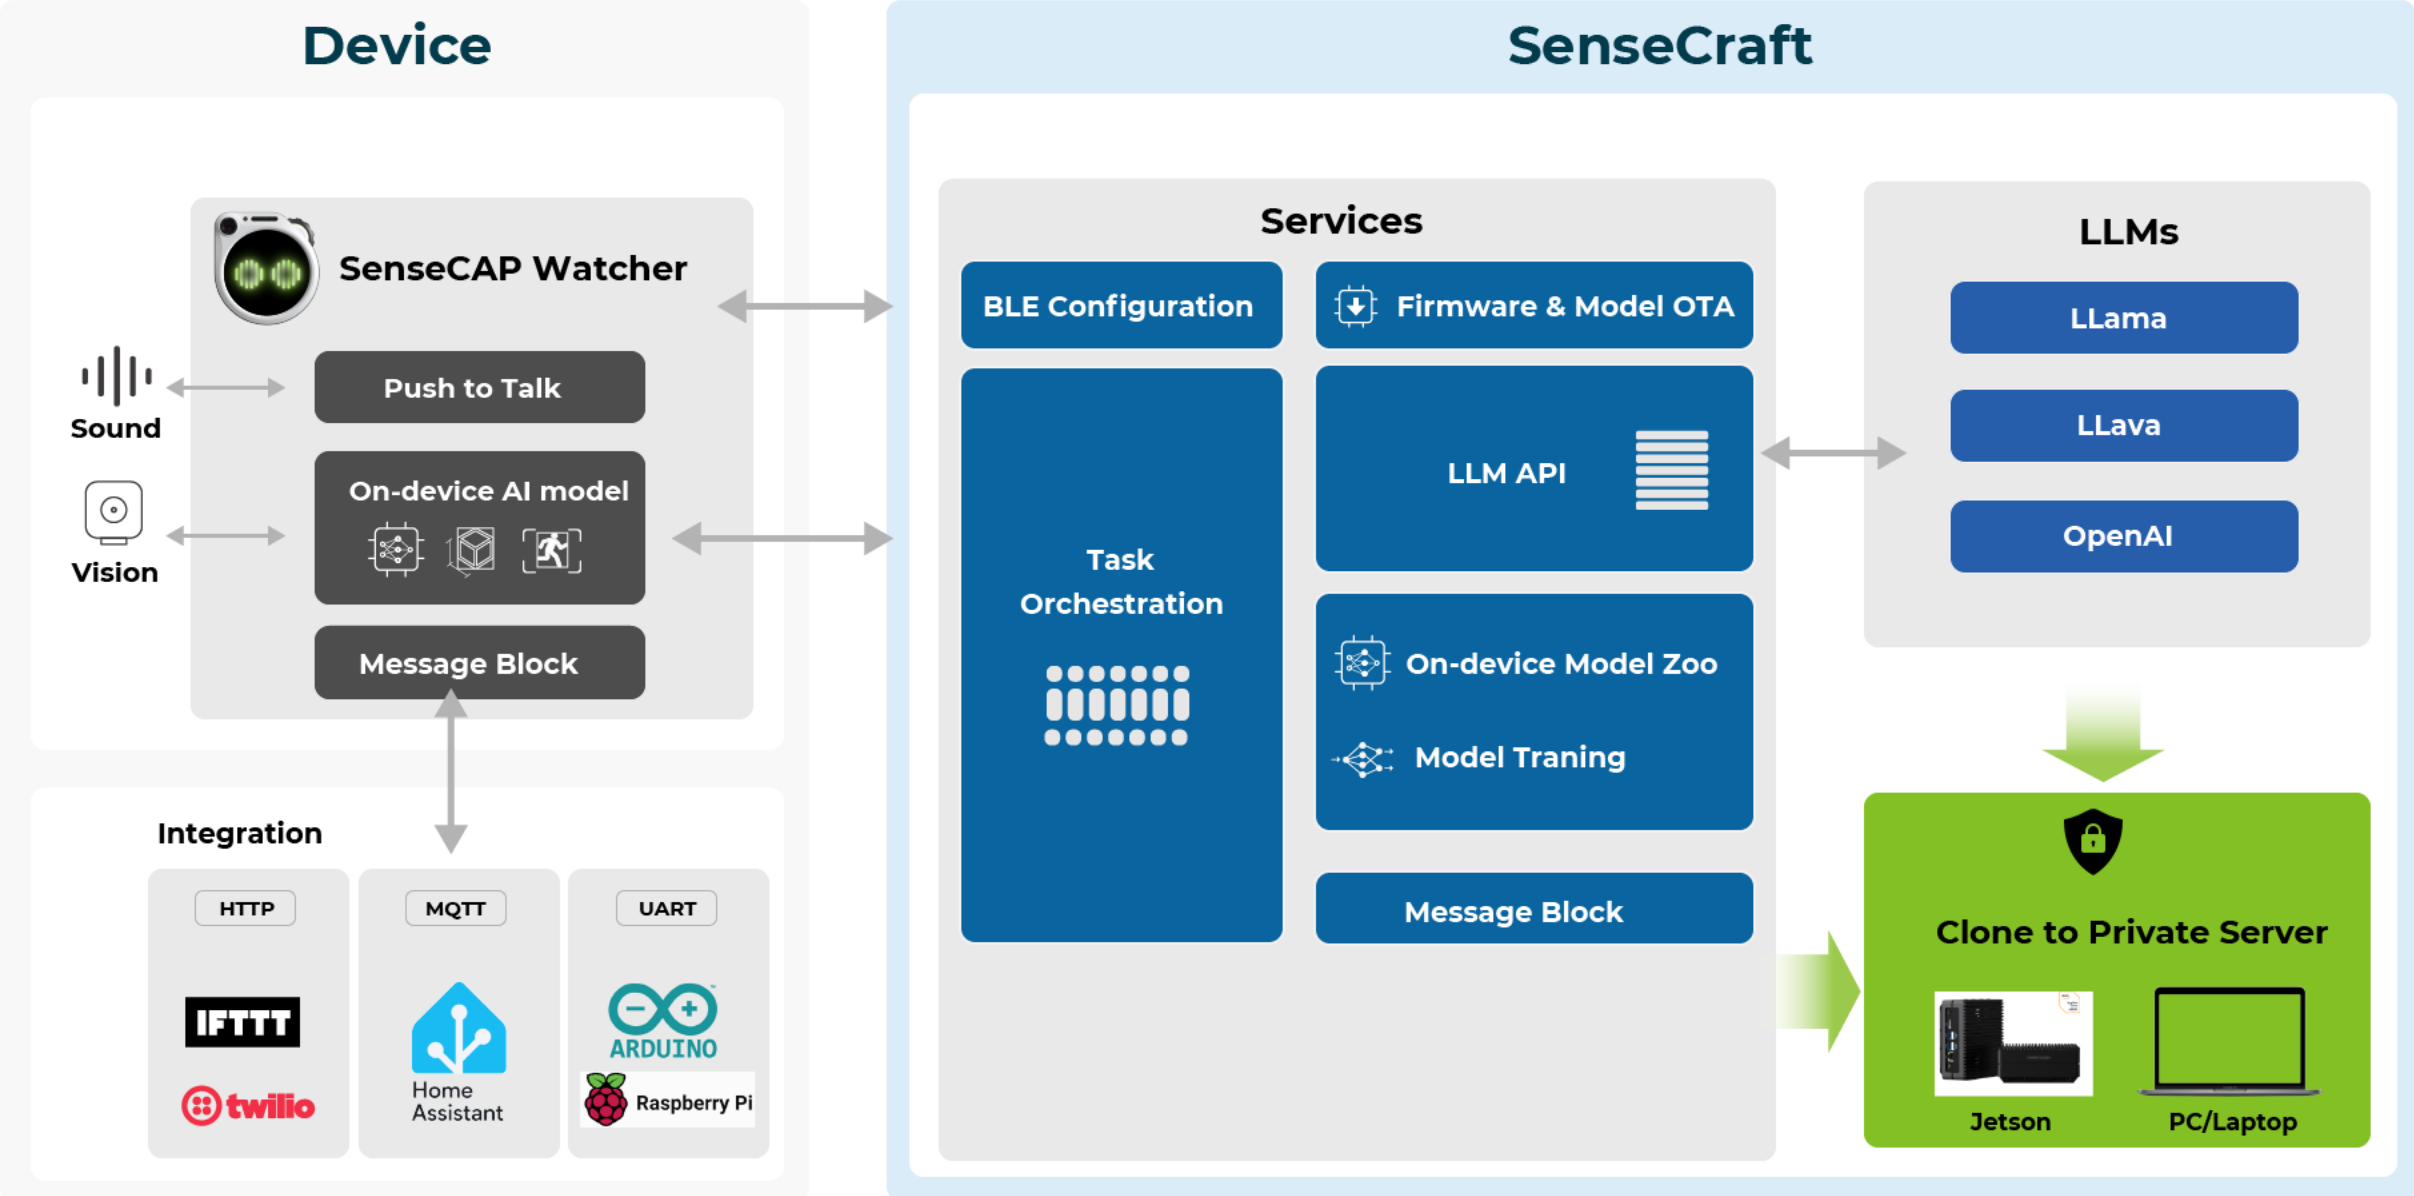 Device
SenseCAP Watcher
Sound
Push to Talk
Vision
On-device AI model
Message Block
Integration
HTTP
IFTTT
twilio
MQTT
Home
Assistant
UART
ARDUINO
Raspberry Pi
SenseCraft
Services
BLE Configuration
Firmware & Model OTA
Task
Orchestration
LLM API
On-device Model Zoo
Model Traning
Message Block
LLMs
LLama
LLava
OpenAI
Clone to Private Server
Jetson
PC/Laptop